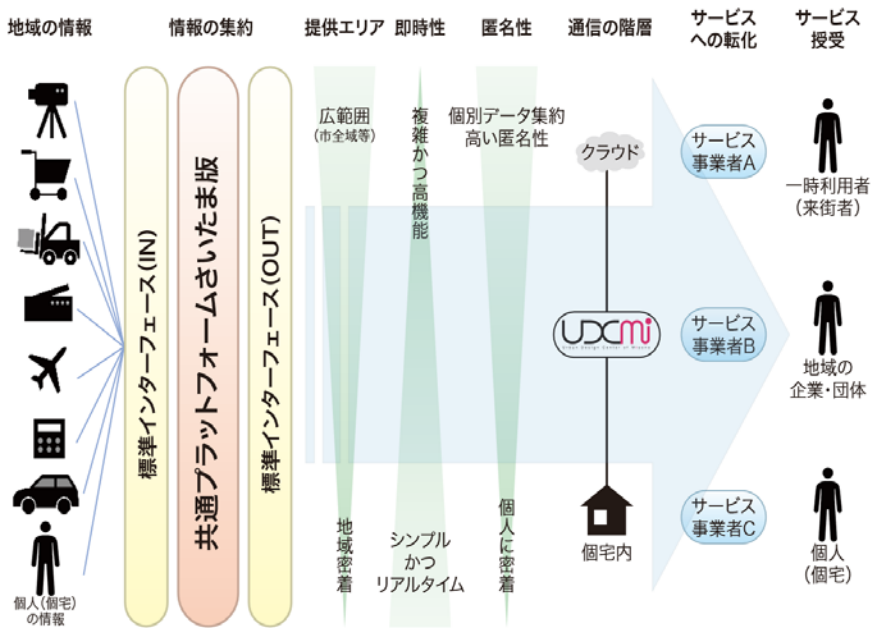 地域の情報
情報の集約
提供エリア
即時性
匿名性
通信の階層
サービス
への転化
サービス
授受
標準インターフェース(IN)
共通プラットフォームさいたま版
標準インターフェース(OUT)
広範囲
(市全域等)
地域密着
複雑かつ高機能
シンプル
かつ
リアルタイム
個別データ集約
高い匿名性
個人に密着
クラウド
UDCMi
Urban Design Center of Misono
個宅内
サービス
事業者A
サービス
事業者B
サービス
事業者C
一時利用者
(来街者)
地域の
企業・団体
個人
(個宅)
個人(個宅)
の情報